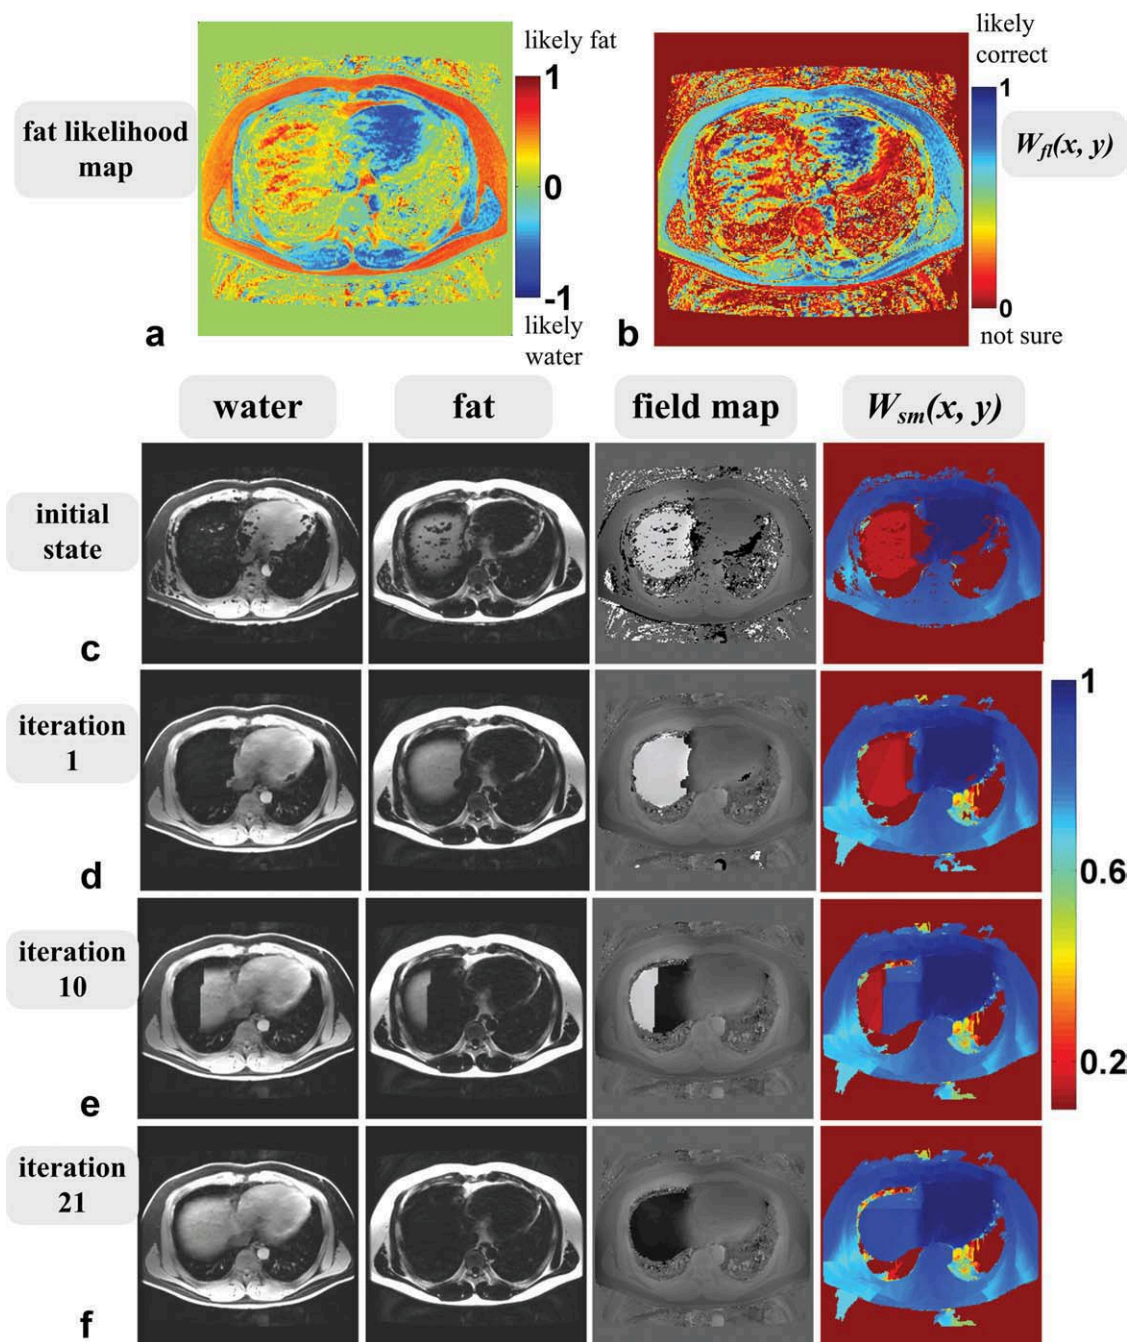 likely fat
likely
correct
fat likelihood
map
1
0
-1
1
0
W_fl(x, y)
likely
water
not sure
a
b
water
fat
field map
W_sm(x, y)
initial
state
c
iteration
1
d
1
0.6
0.2
iteration
10
e
iteration
21
f